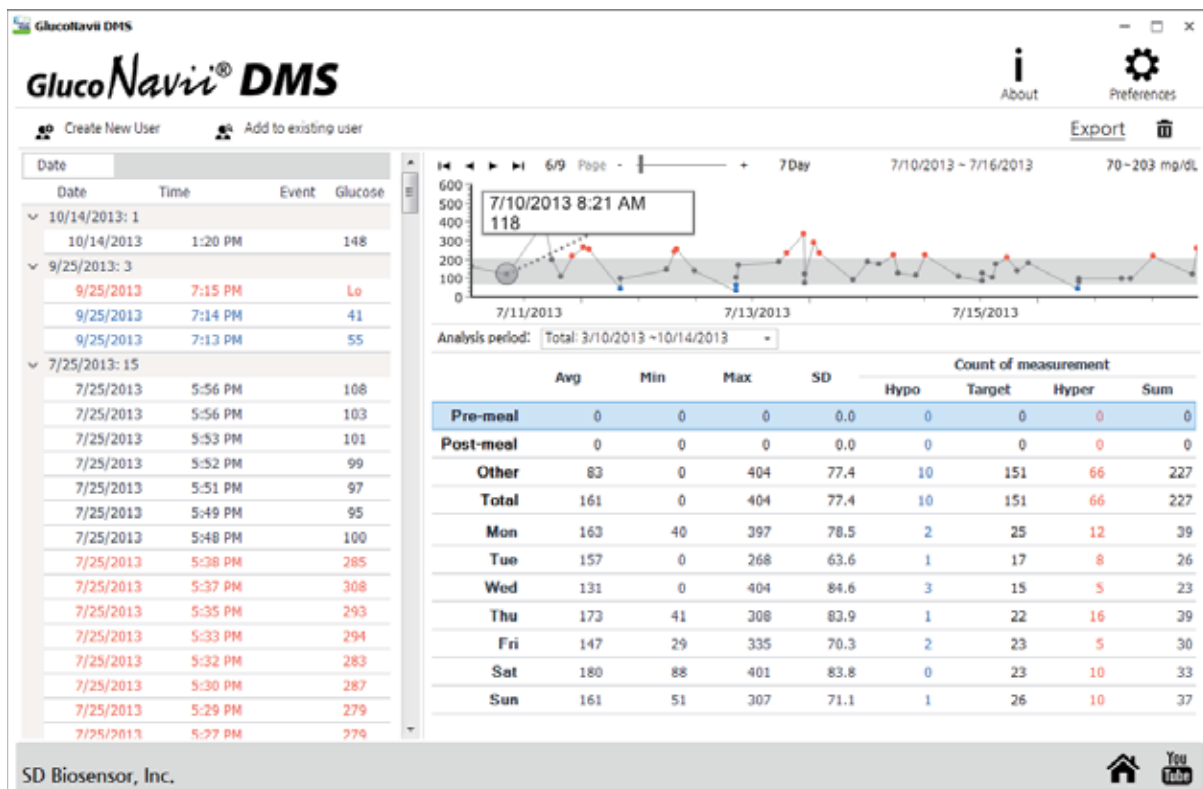 GlucoNavii DMS
GlucoNavii® DMS
About
Preferences
Create New User
Add to existing user
Export
Date
Date Time Event Glucose
10/14/2013: 1
10/14/2013 1:20 PM 148
9/25/2013: 3
9/25/2013 7:15 PM Lo
9/25/2013 7:14 PM 41
9/25/2013 7:13 PM 55
7/25/2013: 15
7/25/2013 5:56 PM 108
7/25/2013 5:56 PM 103
7/25/2013 5:53 PM 101
7/25/2013 5:52 PM 99
7/25/2013 5:51 PM 97
7/25/2013 5:49 PM 95
7/25/2013 5:48 PM 100
7/25/2013 5:38 PM 285
7/25/2013 5:37 PM 308
7/25/2013 5:35 PM 293
7/25/2013 5:33 PM 294
7/25/2013 5:32 PM 283
7/25/2013 5:30 PM 287
7/25/2013 5:29 PM 279
7/25/2013 5:27 PM 279
6/9 Page - + 7Day 7/10/2013 ~ 7/16/2013 70~203 mg/dL
600
500
400
300
200
100
0
7/10/2013 8:21 AM
118
7/11/2013 7/13/2013 7/15/2013
Analysis period: Total: 3/10/2013 ~10/14/2013
Count of measurement
Avg Min Max SD Hypo Target Hyper Sum
Pre-meal 0 0 0 0.0 0 0 0 0
Post-meal 0 0 0 0.0 0 0 0 0
Other 83 0 404 77.4 10 151 66 227
Total 161 0 404 77.4 10 151 66 227
Mon 163 40 397 78.5 2 25 12 39
Tue 157 0 268 63.6 1 17 8 26
Wed 131 0 404 84.6 3 15 5 23
Thu 173 41 308 83.9 1 22 16 39
Fri 147 29 335 70.3 2 23 5 30
Sat 180 88 401 83.8 0 23 10 33
Sun 161 51 307 71.1 1 26 10 37
SD Biosensor, Inc.
You
Tube